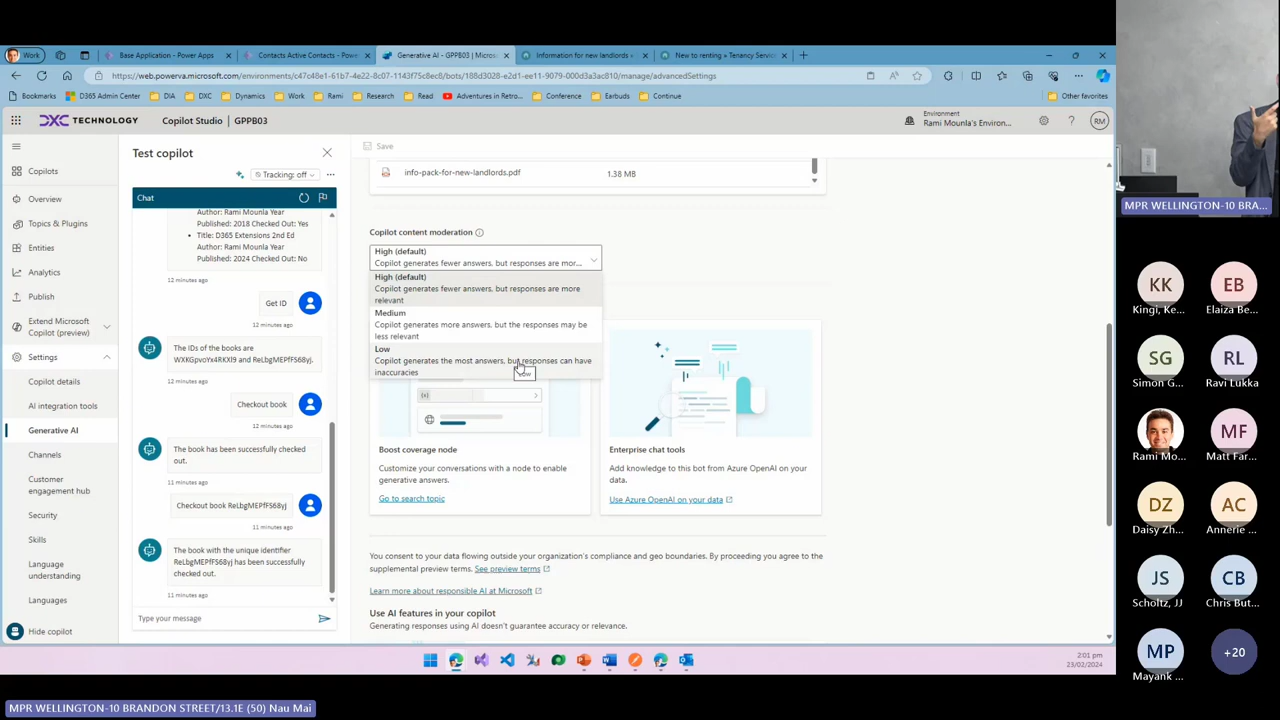 Work
Base Application - Power Apps
Contacts Active Contacts - Powe
Generative AI - GPPB03 | Micros
Information for new landlords »
New to renting » Tenancy Servic
https://web.powerva.microsoft.com/environments/c47c48e1-61b7-4e22-8c07-1143f75c8ec8/bots/188d3028-e2d1-ee11-9079-000d3a3ac810/manage/advancedSettings
Bookmarks
D365 Admin Center
DIA
DXC
Dynamics
Work
Rami
Research
Read
Adventures in Retro...
Conference
Earbuds
Continue
Other favorites
DXC TECHNOLOGY
Copilot Studio
GPPB03
Environment
Rami Mounla's Environ...
RM
Copilots
Overview
Topics & Plugins
Entities
Analytics
Publish
Extend Microsoft
Copilot (preview)
Settings
Copilot details
AI integration tools
Generative AI
Channels
Customer
engagement hub
Security
Skills
Language
understanding
Languages
Hide copilot
Test copilot
Tracking: off
Chat
Author: Rami Mounla Year
Published: 2018 Checked Out: Yes
Title: D365 Extensions 2nd Ed
Author: Rami Mounla Year
Published: 2024 Checked Out: No
12 minutes ago
Get ID
12 minutes ago
The IDs of the books are
WXKGpvoYx4RKXl9 and ReLbgMEPfFS68yj.
12 minutes ago
Checkout book
12 minutes ago
The book has been successfully checked
out.
11 minutes ago
Checkout book ReLbgMEPfFS68yj
11 minutes ago
The book with the unique identifier
ReLbgMEPfFS68yj has been successfully
checked out.
11 minutes ago
Type your message
Save
info-pack-for-new-landlords.pdf
1.38 MB
Copilot content moderation
High (default)
Copilot generates fewer answers, but responses are mor...
High (default)
Copilot generates fewer answers, but responses are more
relevant
Medium
Copilot generates more answers, but the responses may be
less relevant
Low
Copilot generates the most answers, but responses can have
inaccuracies
Low
Boost coverage node
Customize your conversations with a node to enable
generative answers.
Go to search topic
Enterprise chat tools
Add knowledge to this bot from Azure OpenAI on your
data.
Use Azure OpenAI on your data
You consent to your data flowing outside your organization's compliance and geo boundaries. By proceeding you agree to the
supplemental preview terms. See preview terms
Learn more about responsible AI at Microsoft
Use AI features in your copilot
Generating responses using AI doesn't guarantee accuracy or relevance.
2:01 pm
23/02/2024
MPR WELLINGTON-10 BRA...
KK
Kingi, Ke...
EB
Elaiza Be...
SG
Simon G...
RL
Ravi Lukka
Rami Mo...
MF
Matt Far...
DZ
Daisy Zh...
AC
Annerie ...
JS
Scholtz, JJ
CB
Chris But...
MP
Mayank ...
+20
MPR WELLINGTON-10 BRANDON STREET/13.1E (50) Nau Mai